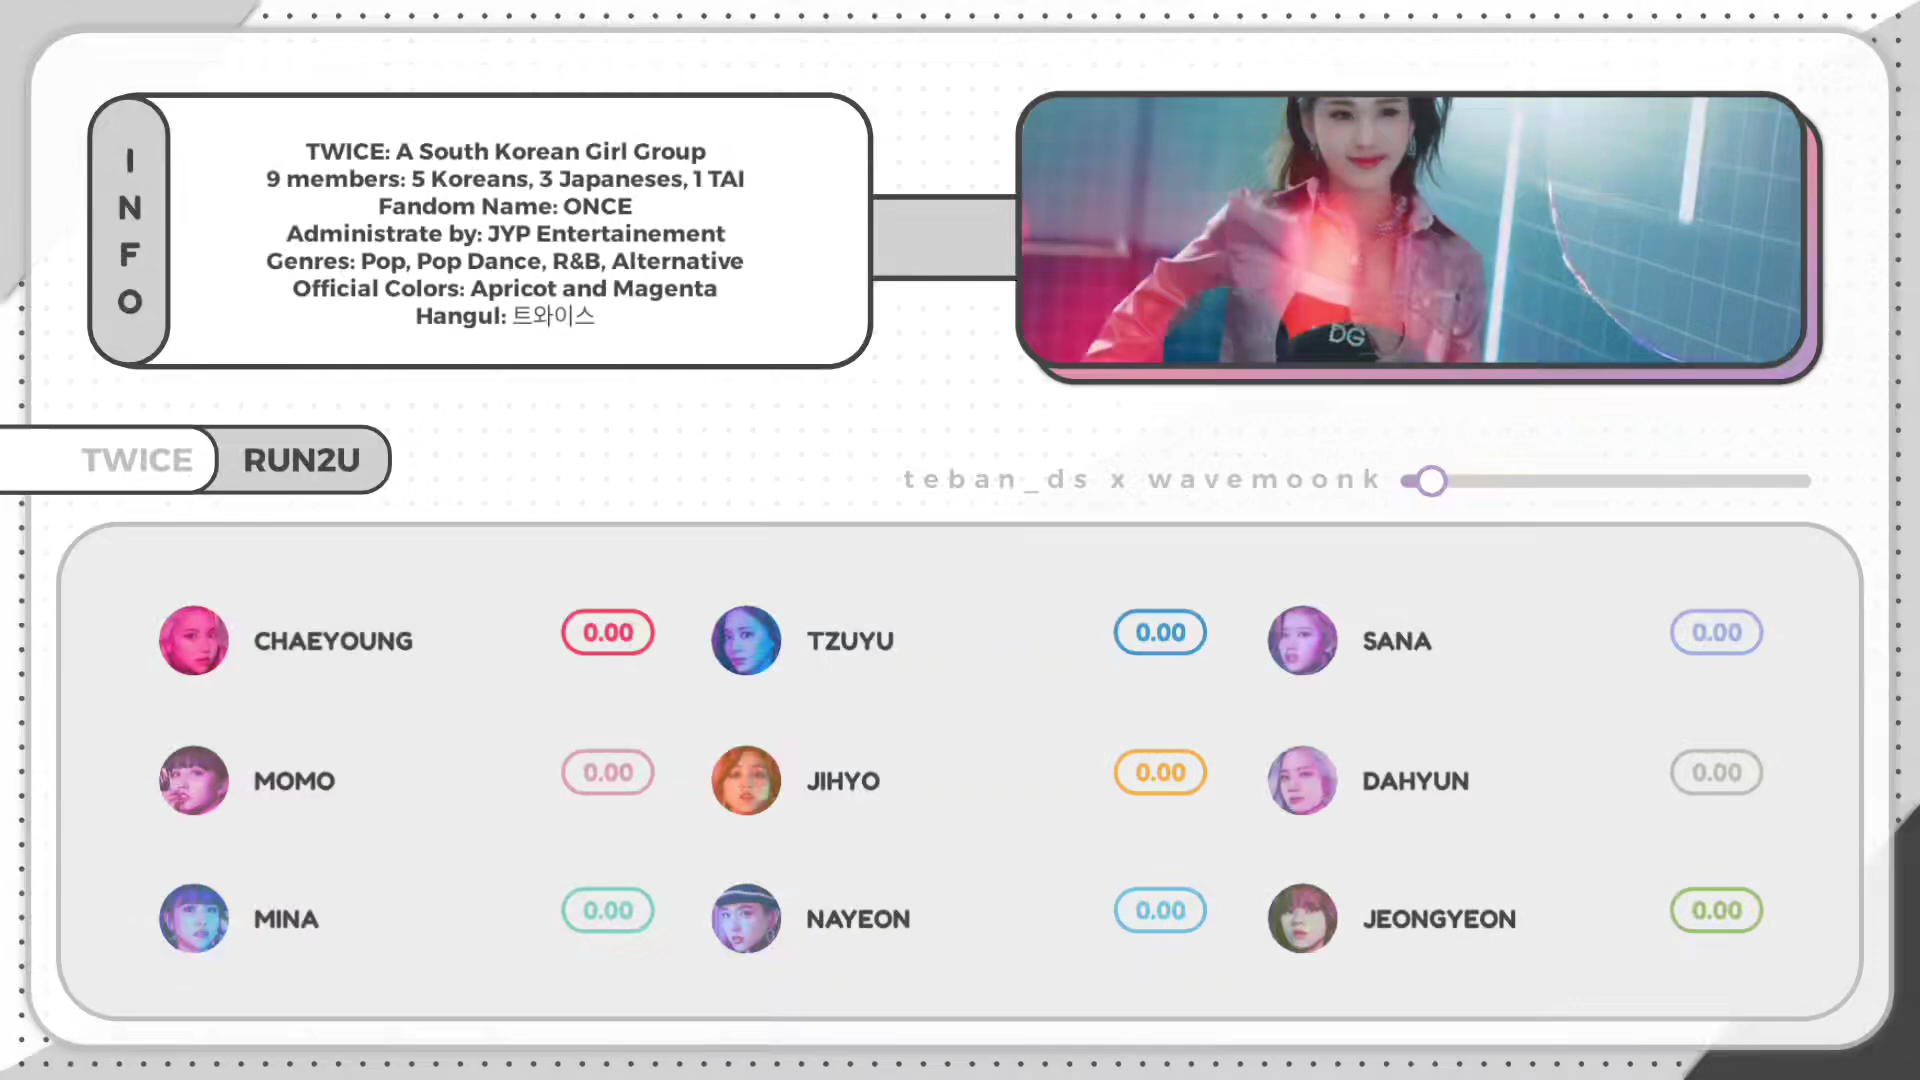 INFO
TWICE: A South Korean Girl Group
9 members: 5 Koreans, 3 Japaneses, 1 TAI
Fandom Name: ONCE
Administrate by: JYP Entertainement
Genres: Pop, Pop Dance, R&B, Alternative
Official Colors: Apricot and Magenta
Hangul: 트와이스
DG
TWICE RUN2U
teban_ds x wavemoonk
CHAEYOUNG 0.00 TZUYU 0.00 SANA 0.00
MOMO 0.00 JIHYO 0.00 DAHYUN 0.00
MINA 0.00 NAYEON 0.00 JEONGYEON 0.00